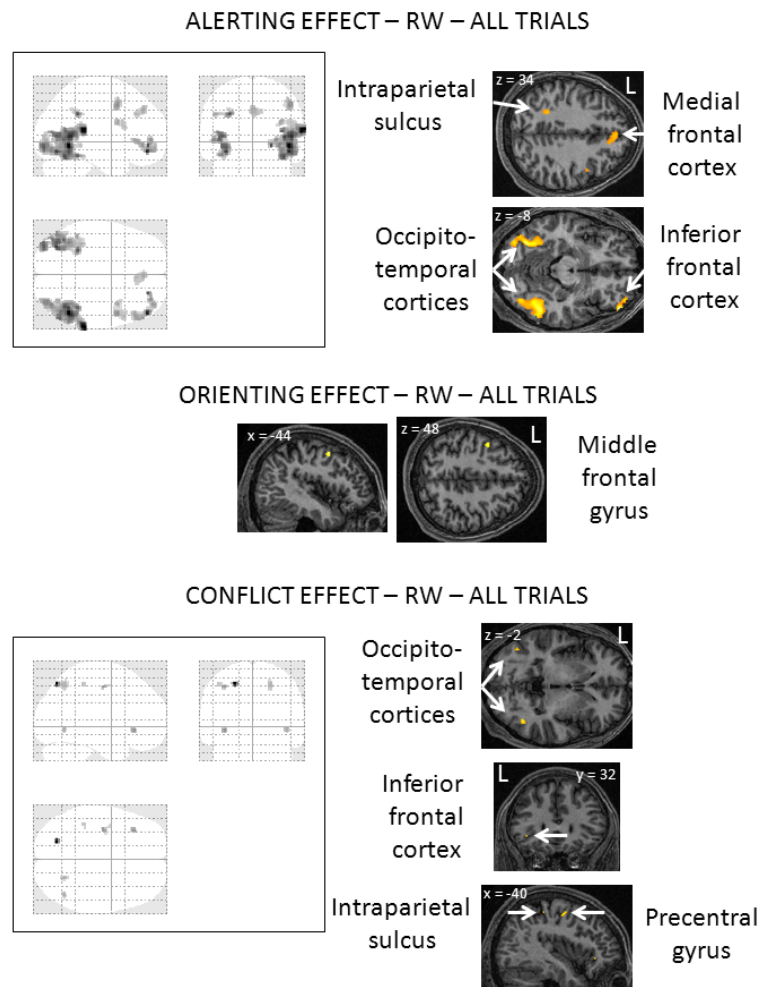 ALERTING EFFECT – RW – ALL TRIALS
Intraparietal
sulcus
z = 34
L
Medial
frontal
cortex
Occipito-
temporal
cortices
z = -8
Inferior
frontal
cortex
ORIENTING EFFECT – RW – ALL TRIALS
x = -44
z = 48
L
Middle
frontal
gyrus
CONFLICT EFFECT – RW – ALL TRIALS
Occipito-
temporal
cortices
z = -2
L
Inferior
frontal
cortex
L
y = 32
Intraparietal
sulcus
x = -40
Precentral
gyrus